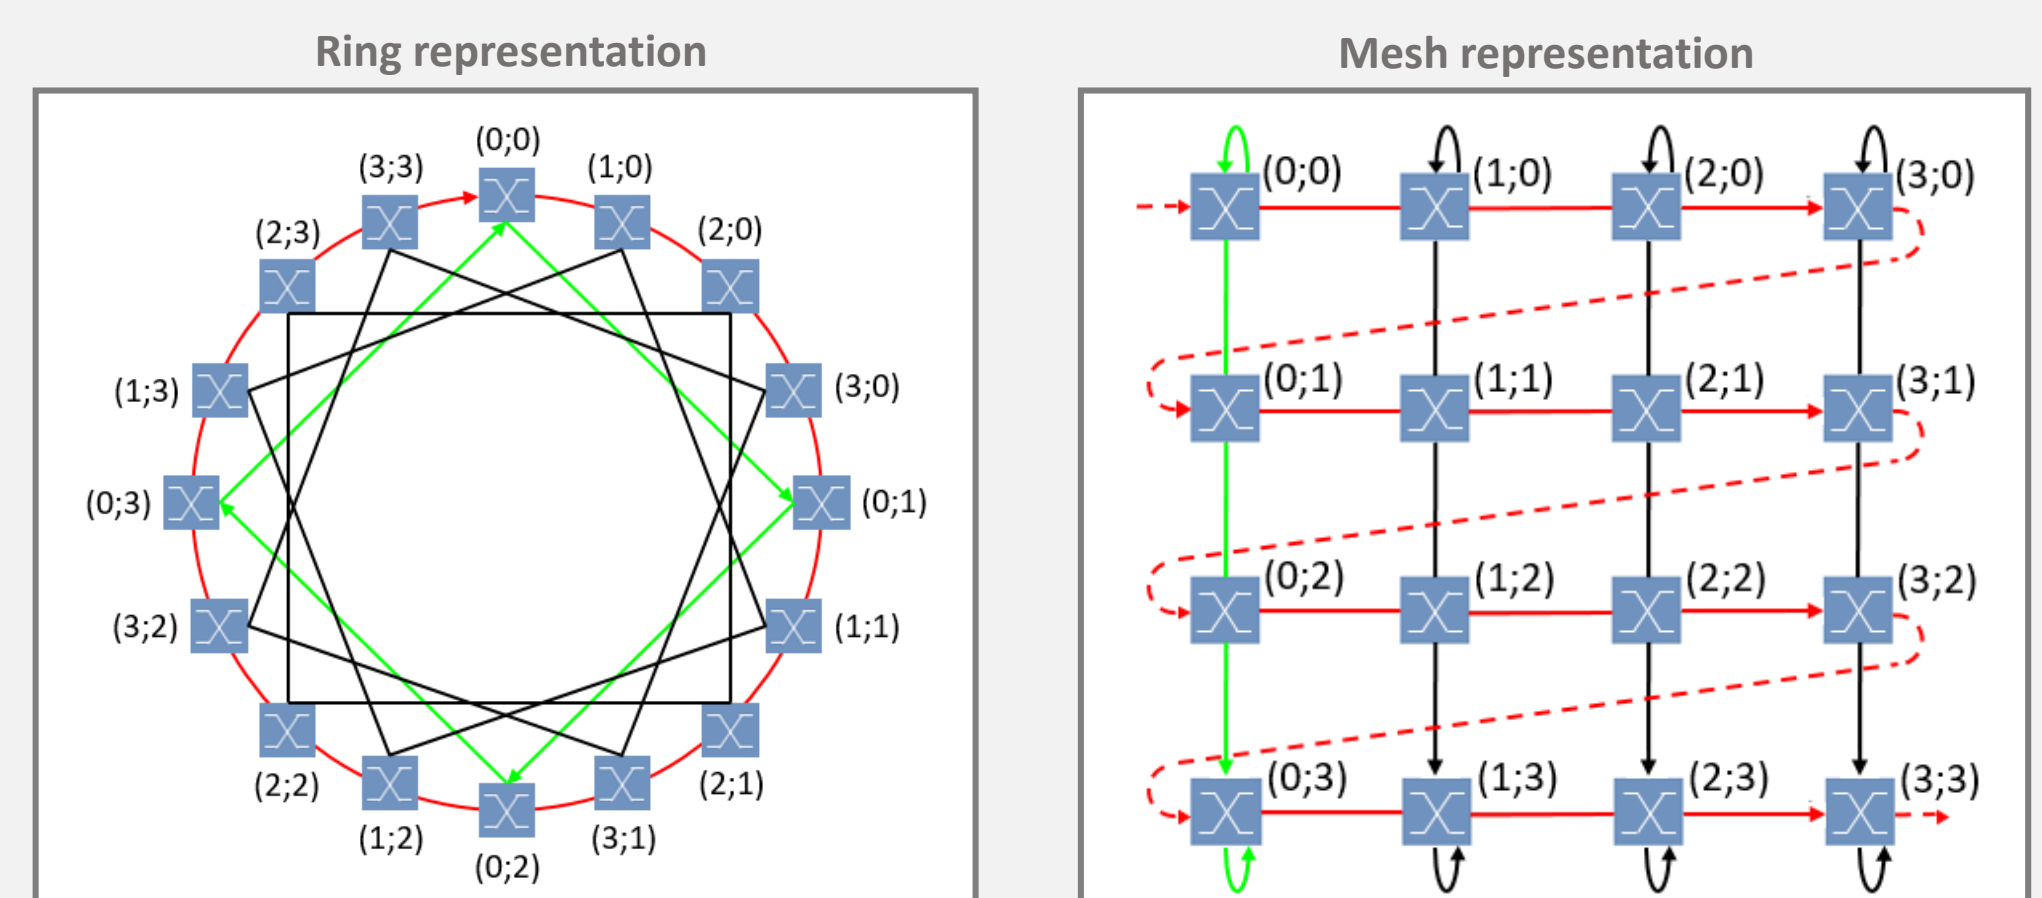 Ring representation
(0;0)
(3;3)
(1;0)
(2;3)
(2;0)
(1;3)
(3;0)
(0;3)
(0;1)
(3;2)
(1;1)
(2;2)
(2;1)
(1;2)
(3;1)
(0;2)
Mesh representation
(0;0) (1;0) (2;0) (3;0)
(0;1) (1;1) (2;1) (3;1)
(0;2) (1;2) (2;2) (3;2)
(0;3) (1;3) (2;3) (3;3)